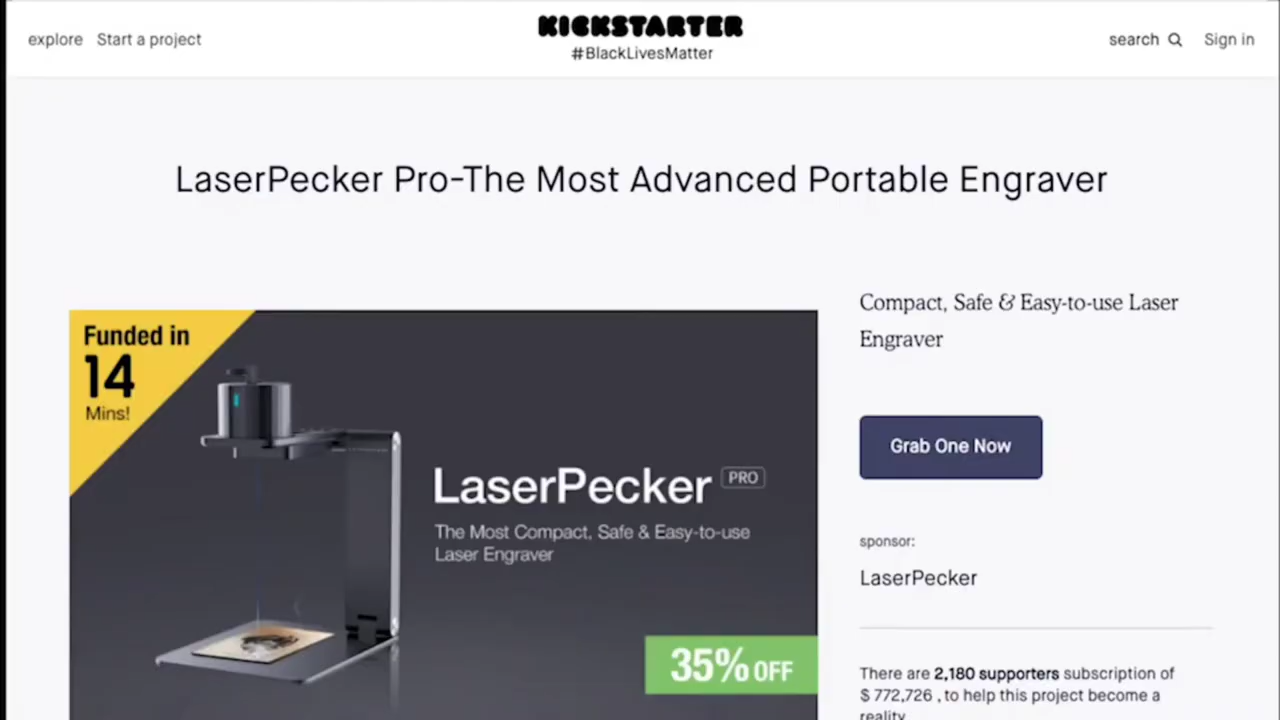 explore Start a project
KICKSTARTER
#BlackLivesMatter
search Sign in
LaserPecker Pro-The Most Advanced Portable Engraver
Funded in
14
Mins!
LaserPecker PRO
The Most Compact, Safe & Easy-to-use
Laser Engraver
35% OFF
Compact, Safe & Easy-to-use Laser
Engraver
Grab One Now
sponsor:
LaserPecker
There are 2,180 supporters subscription of
$ 772,726 , to help this project become a
reality